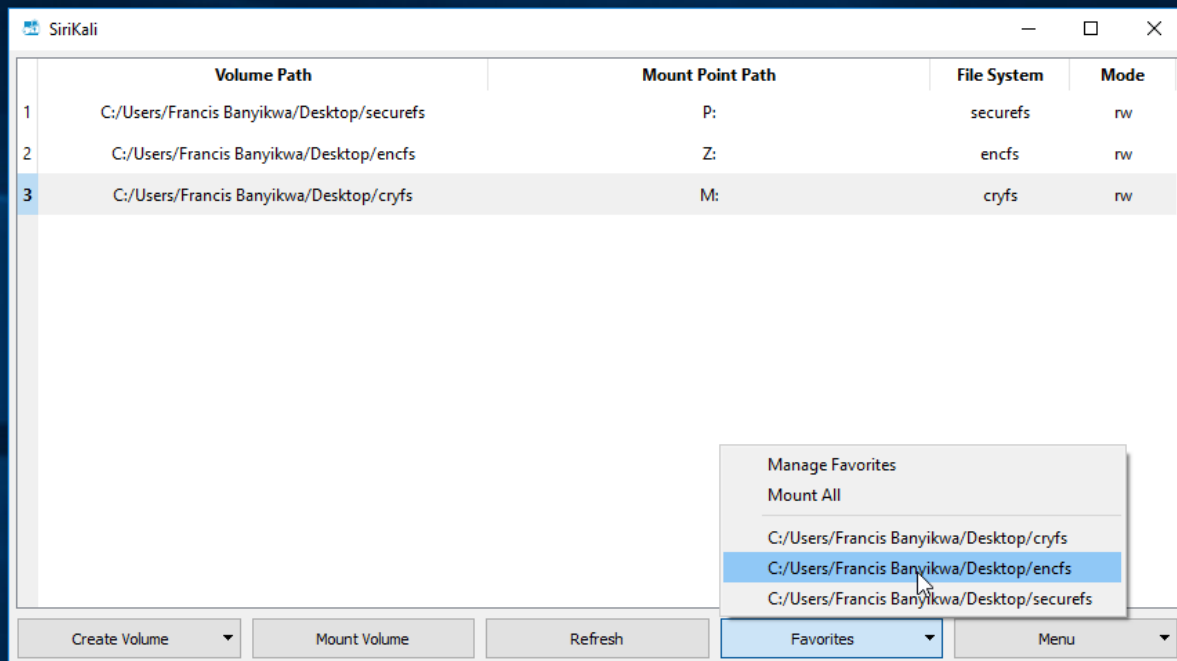 SiriKali
Volume Path Mount Point Path File System Mode
1 C:/Users/Francis Banyikwa/Desktop/securefs P: securefs rw
2 C:/Users/Francis Banyikwa/Desktop/encfs Z: encfs rw
3 C:/Users/Francis Banyikwa/Desktop/cryfs M: cryfs rw
Manage Favorites
Mount All
C:/Users/Francis Banyikwa/Desktop/cryfs
C:/Users/Francis Banyikwa/Desktop/encfs
C:/Users/Francis Banyikwa/Desktop/securefs
Create Volume Mount Volume Refresh Favorites Menu